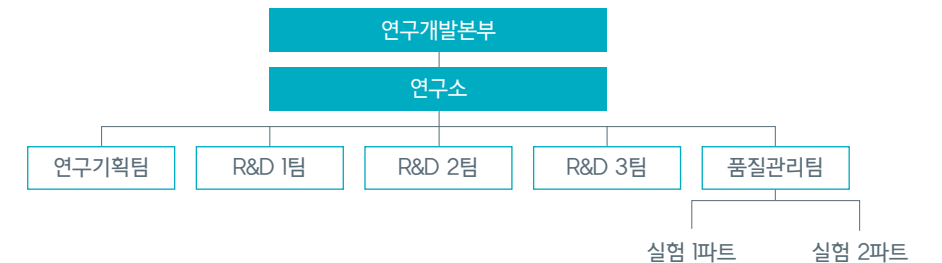 연구개발본부
연구소
연구기획팀
R&D 1팀
R&D 2팀
R&D 3팀
품질관리팀
실험 1파트
실험 2파트